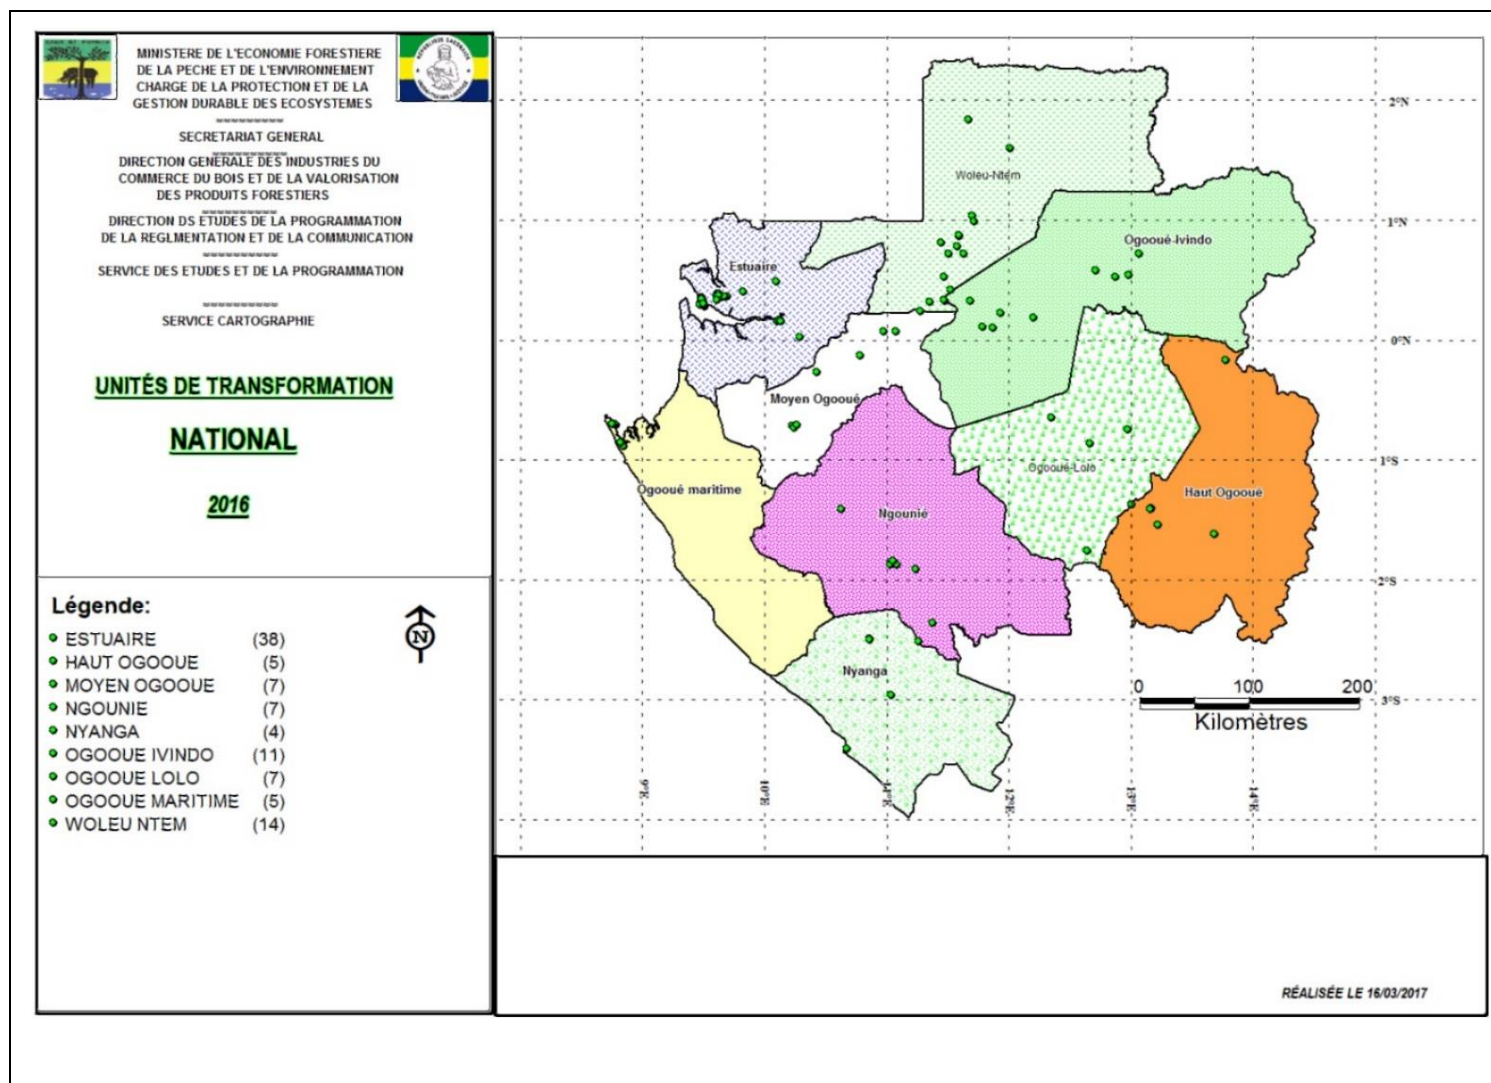 MINISTERE DE L'ECONOMIE FORESTIERE
DE LA PECHE ET DE L'ENVIRONNEMENT
CHARGE DE LA PROTECTION ET DE LA
GESTION DURABLE DES ECOSYSTEMES
~~~~~~~~~
SECRETARIAT GENERAL
~~~~~~~~~~
DIRECTION GENERALE DES INDUSTRIES DU
COMMERCE DU BOIS ET DE LA VALORISATION
DES PRODUITS FORESTIERS
~~~~~~~~~~
DIRECTION DS ETUDES DE LA PROGRAMMATION
DE LA REGLMENTATION ET DE LA COMMUNICATION
~~~~~~~~~~
SERVICE DES ETUDES ET DE LA PROGRAMMATION
~~~~~~~~~~
SERVICE CARTOGRAPHIE
UNITÉS DE TRANSFORMATION
NATIONAL
2016
Légende:
ESTUAIRE (38)
HAUT OGOOUE (5)
MOYEN OGOOUE (7)
NGOUNIE (7)
NYANGA (4)
OGOOUE IVINDO (11)
OGOOUE LOLO (7)
OGOOUE MARITIME (5)
WOLEU NTEM (14)
N
2°N
Woleu-Ntem
1°N
Ogooué-Ivindo
Estuaire
0°N
Moyen Ogooué
1°S
Ogooué-Lolo
Ogooué maritime
Haut Ogooué
Ngounié
2°S
Nyanga
0 100 200
3°S
Kilomètres
9°E
10°E
11°E
12°E
13°E
14°E
RÉALISÉE LE 16/03/2017